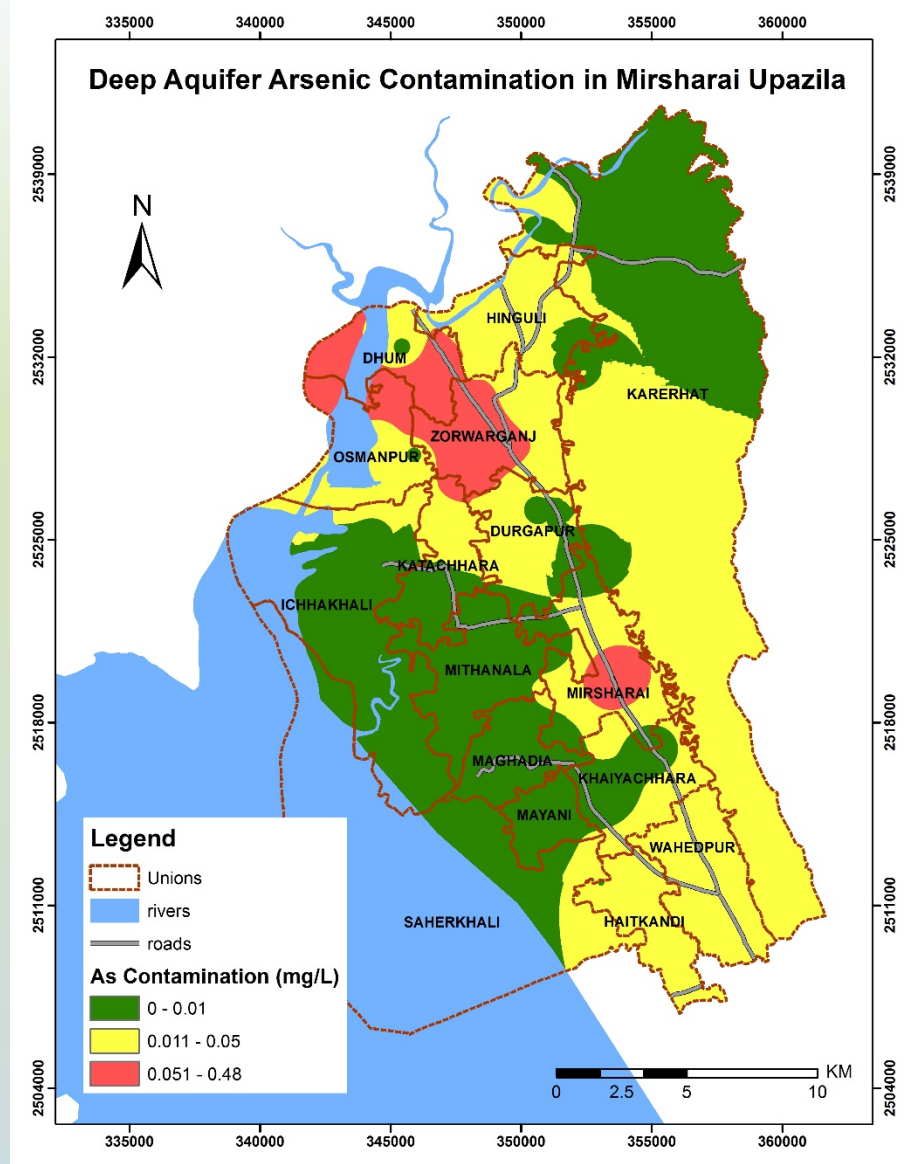 335000 340000 345000 350000 355000 360000
Deep Aquifer Arsenic Contamination in Mirsharai Upazila
2539000 2539000
N
HINGULI
2532000 2532000
DHUM
KARERHAT
ZORWARGANJ
OSMANPUR
DURGAPUR
2525000 2525000
KATACHHARA
ICHHAKHALI
MITHANALA
MIRSHARAI
2518000 2518000
MAGHADIA
KHAIYACHHARA
MAYANI
WAHEDPUR
2511000 2511000
SAHERKHALI
HAITKANDI
Legend
Unions
rivers
roads
As Contamination (mg/L)
0 - 0.01
0.011 - 0.05
0.051 - 0.48
KM
0 2.5 5 10
2504000 2504000
335000 340000 345000 350000 355000 360000